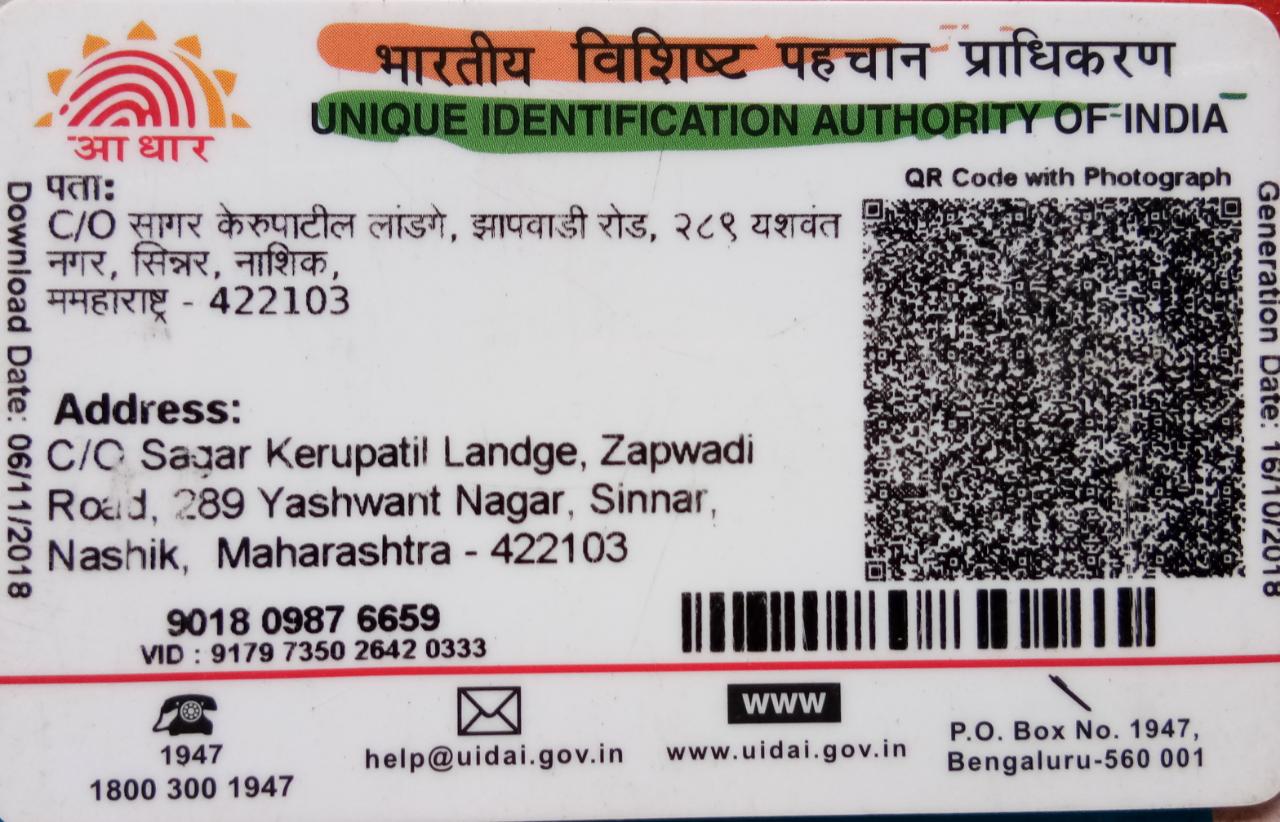 भारतीय विशिष्ट पहचान प्राधिकरण
UNIQUE IDENTIFICATION AUTHORITY OF INDIA
आधार
QR Code with Photograph
पता:
C/O सागर केरुपाटील लांडगे, झापवाडी रोड, २८९ यशवंत
नगर, सिन्नर, नाशिक,
ममहाराष्ट्र - 422103
Address:
C/O Sagar Kerupatil Landge, Zapwadi
Road, 289 Yashwant Nagar, Sinnar,
Nashik, Maharashtra - 422103
Download Date: 06/11/2018
Generation Date: 16/10/2018
9018 0987 6659
VID : 9179 7350 2642 0333
1947
1800 300 1947
help@uidai.gov.in
WWW
www.uidai.gov.in
P.O. Box No. 1947,
Bengaluru-560 001